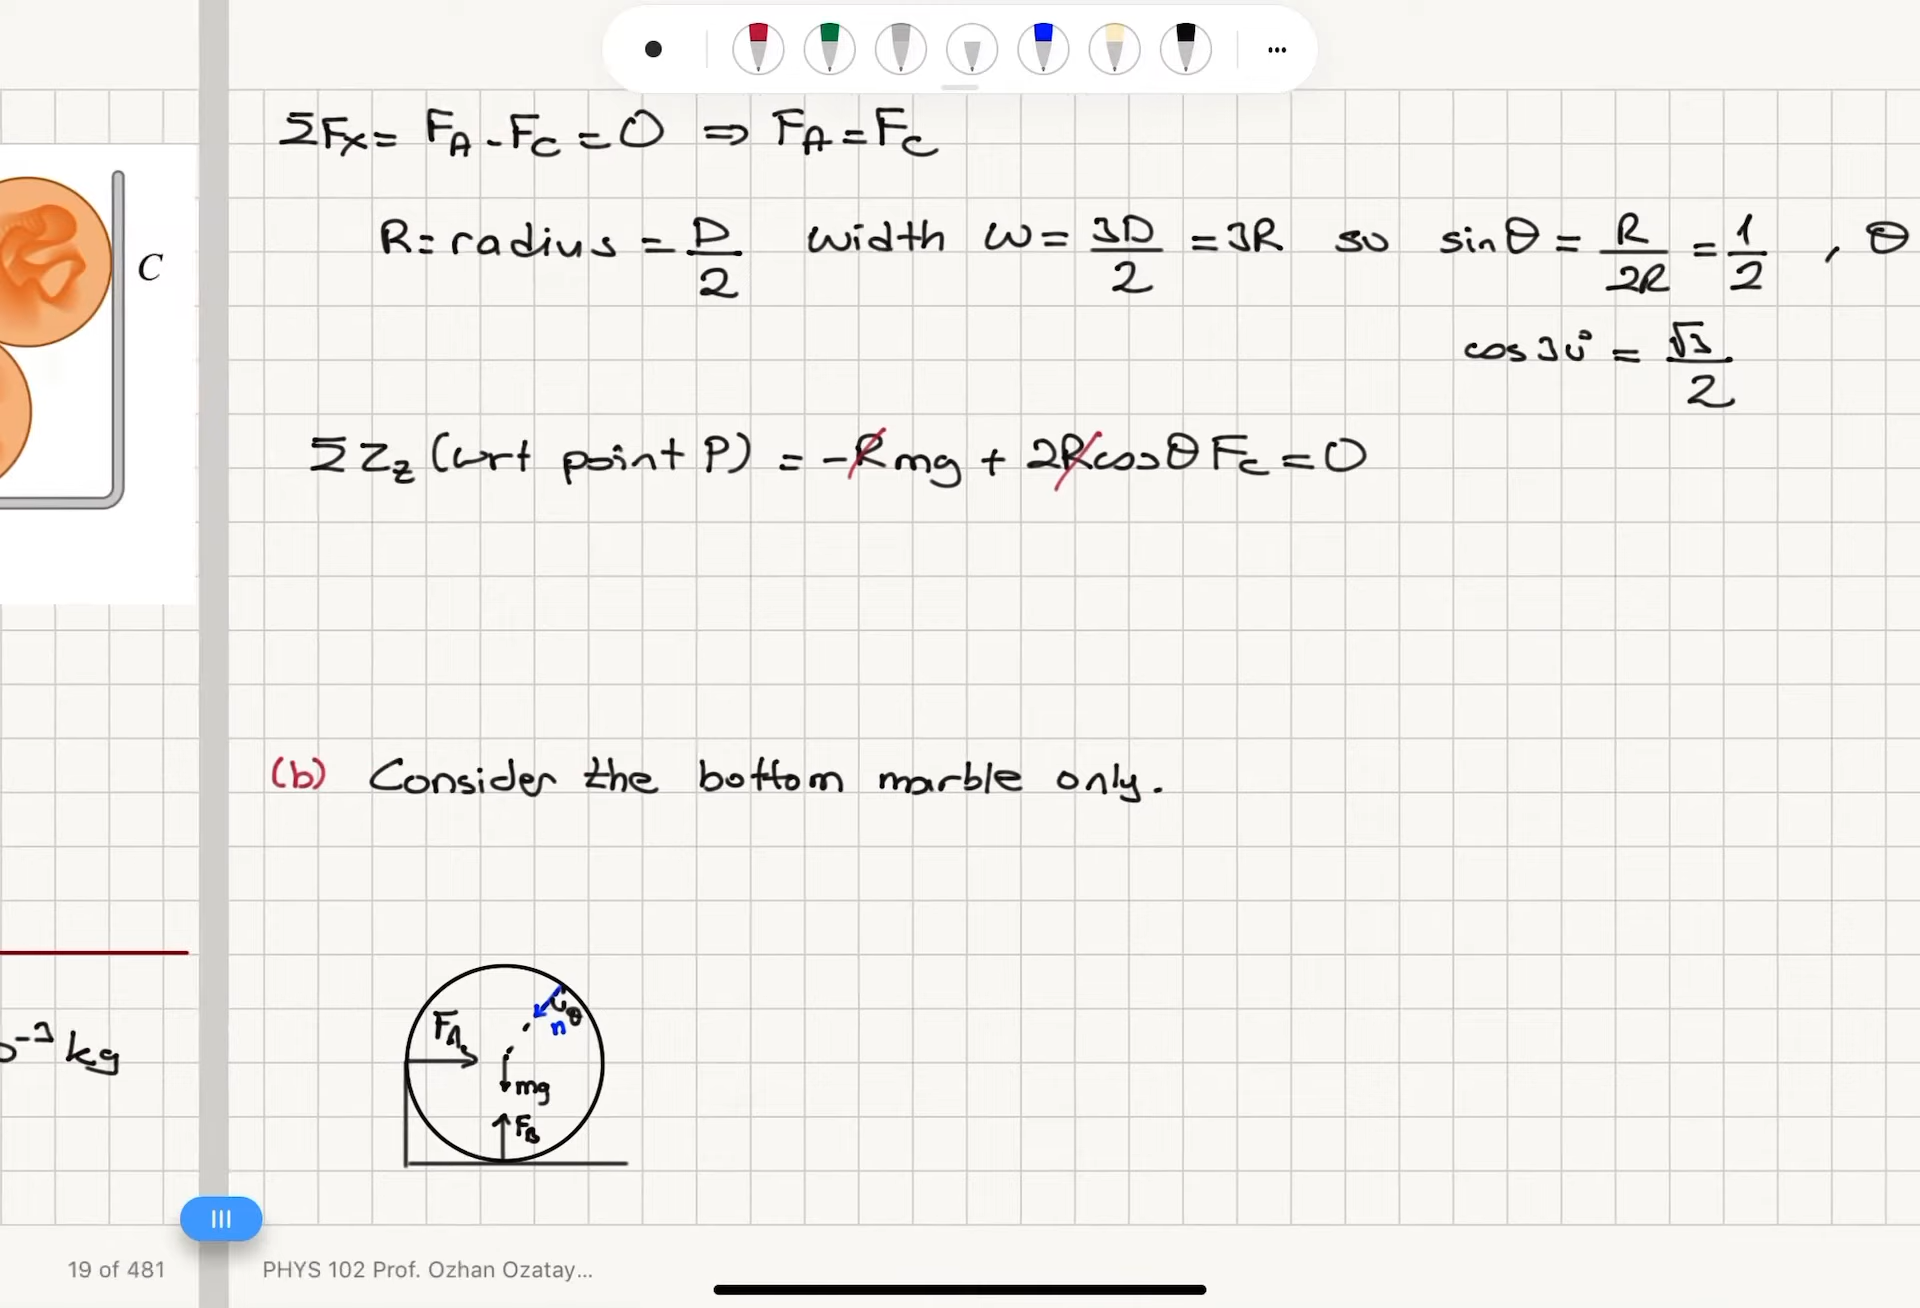 ΣFx = FA - FC = 0 ⇒ FA = FC
C
R = radius = D/2 width w = 3D/2 = 3R so sinθ = R/2R = 1/2 , θ
cos30° = √3/2
Στz (wrt point P) = -Rmg + 2Rcosθ FC = 0
(b) Consider the bottom marble only.
FA
θ
n
mg
FB
-3 kg
19 of 481
PHYS 102 Prof. Ozhan Ozatay...